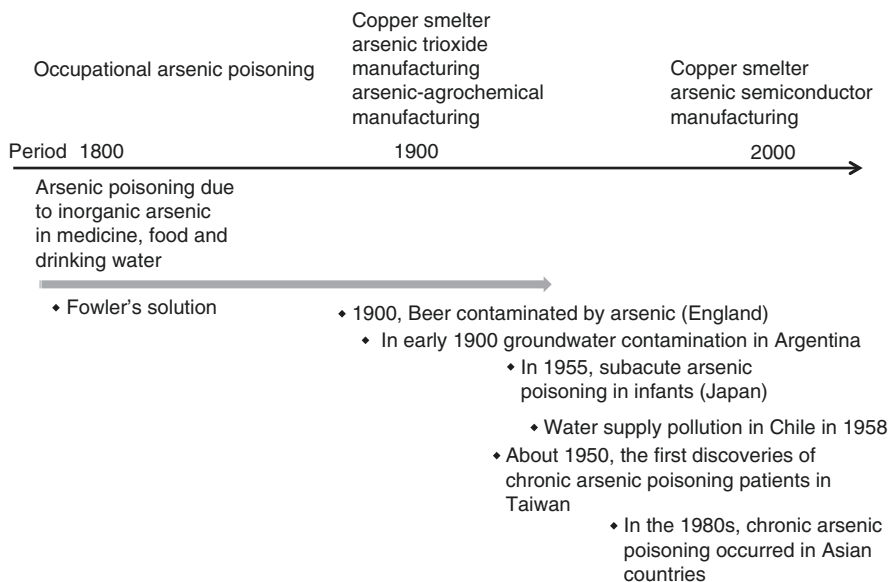 Occupational arsenic poisoning
Copper smelter
arsenic trioxide
manufacturing
arsenic-agrochemical
manufacturing
Copper smelter
arsenic semiconductor
manufacturing
Period 1800 1900 2000
Arsenic poisoning due
to inorganic arsenic
in medicine, food and
drinking water
◆ Fowler’s solution
◆ 1900, Beer contaminated by arsenic (England)
◆ In early 1900 groundwater contamination in Argentina
◆ In 1955, subacute arsenic
poisoning in infants (Japan)
◆ Water supply pollution in Chile in 1958
◆ About 1950, the first discoveries of
chronic arsenic poisoning patients in
Taiwan
◆ In the 1980s, chronic arsenic
poisoning occurred in Asian
countries